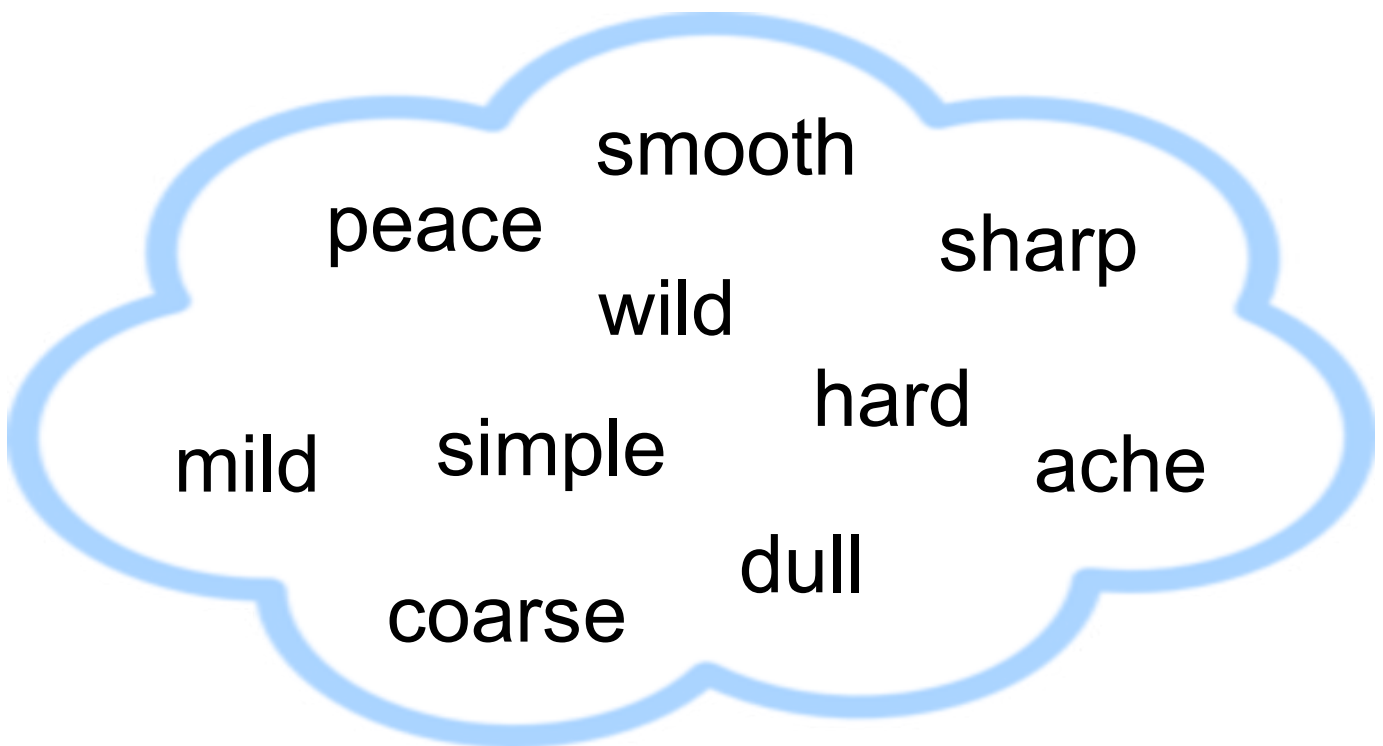 smooth
peace
sharp
wild
hard
simple
mild
ache
dull
coarse